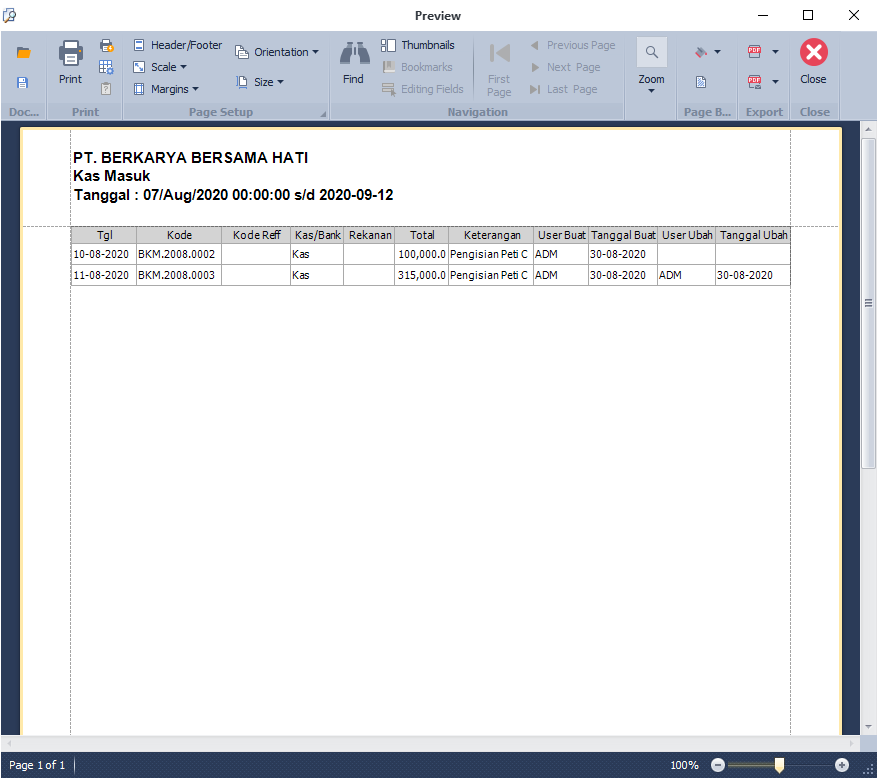 Preview
Header/Footer
Scale
Margins
Orientation
Size
Print
Find
Thumbnails
Bookmarks
Editing Fields
First
Page
Previous Page
Next Page
Last Page
Zoom
Close
Doc...
Print
Page Setup
Navigation
Page B...
Export
Close
PT. BERKARYA BERSAMA HATI
Kas Masuk
Tanggal : 07/Aug/2020 00:00:00 s/d 2020-09-12
Tgl Kode Kode Reff Kas/Bank Rekanan Total Keterangan User Buat Tanggal Buat User Ubah Tanggal Ubah
10-08-2020 BKM.2008.0002 Kas 100,000.0 Pengisian Peti C ADM 30-08-2020
11-08-2020 BKM.2008.0003 Kas 315,000.0 Pengisian Peti C ADM 30-08-2020 ADM 30-08-2020
Page 1 of 1
100%